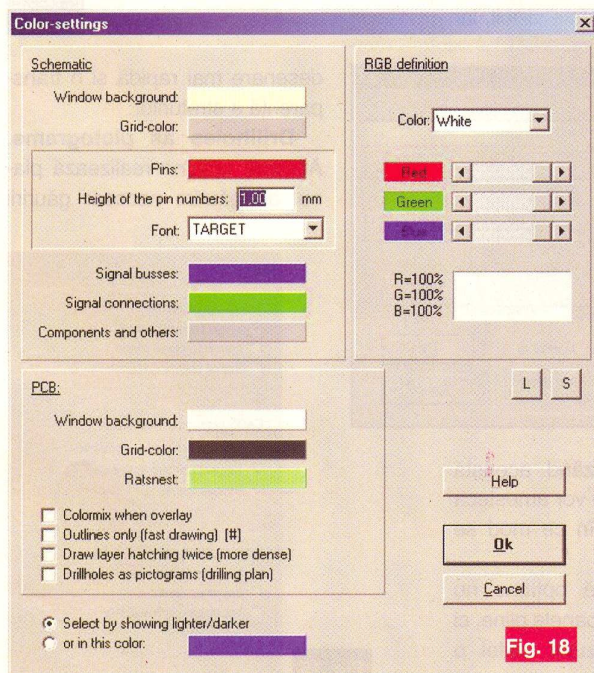 Color-settings
Schematic
Window background:
Grid-color:
Pins:
Height of the pin numbers: 1.00 mm
Font: TARGET
Signal busses:
Signal connections:
Components and others:
RGB definition
Color: White
Red
Green
Blue
R=100%
G=100%
B=100%
L S
PCB:
Window background:
Grid-color:
Ratsnest:
Colormix when overlay
Outlines only (fast drawing) [#]
Draw layer hatching twice (more dense)
Drillholes as pictograms (drilling plan)
Select by showing lighter/darker
or in this color:
Help
Ok
Cancel
Fig. 18